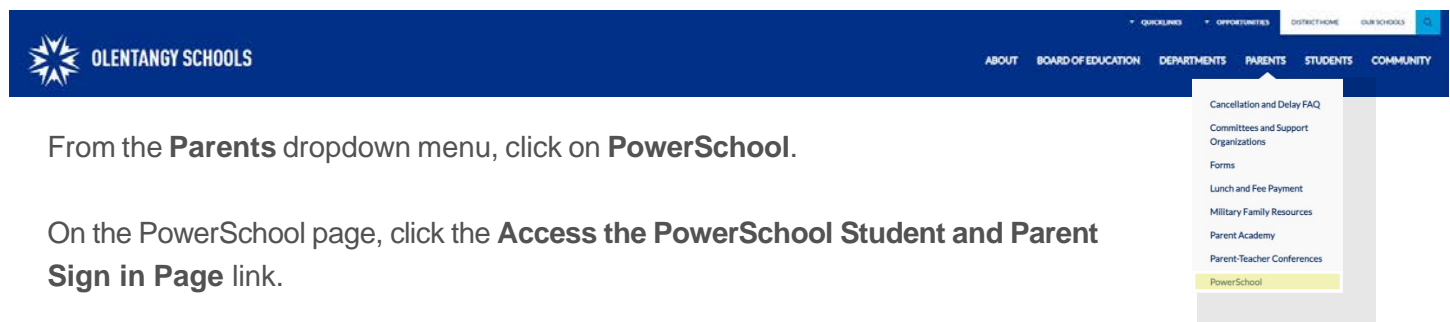 QUICKLINKS OPPORTUNITIES DISTRICT HOME OUR SCHOOLS
OLENTANGY SCHOOLS
ABOUT BOARD OF EDUCATION DEPARTMENTS PARENTS STUDENTS COMMUNITY
Cancellation and Delay FAQ
Committees and Support
Organizations
Forms
Lunch and Fee Payment
Military Family Resources
Parent Academy
Parent-Teacher Conferences
PowerSchool
From the Parents dropdown menu, click on PowerSchool.
On the PowerSchool page, click the Access the PowerSchool Student and Parent
Sign in Page link.